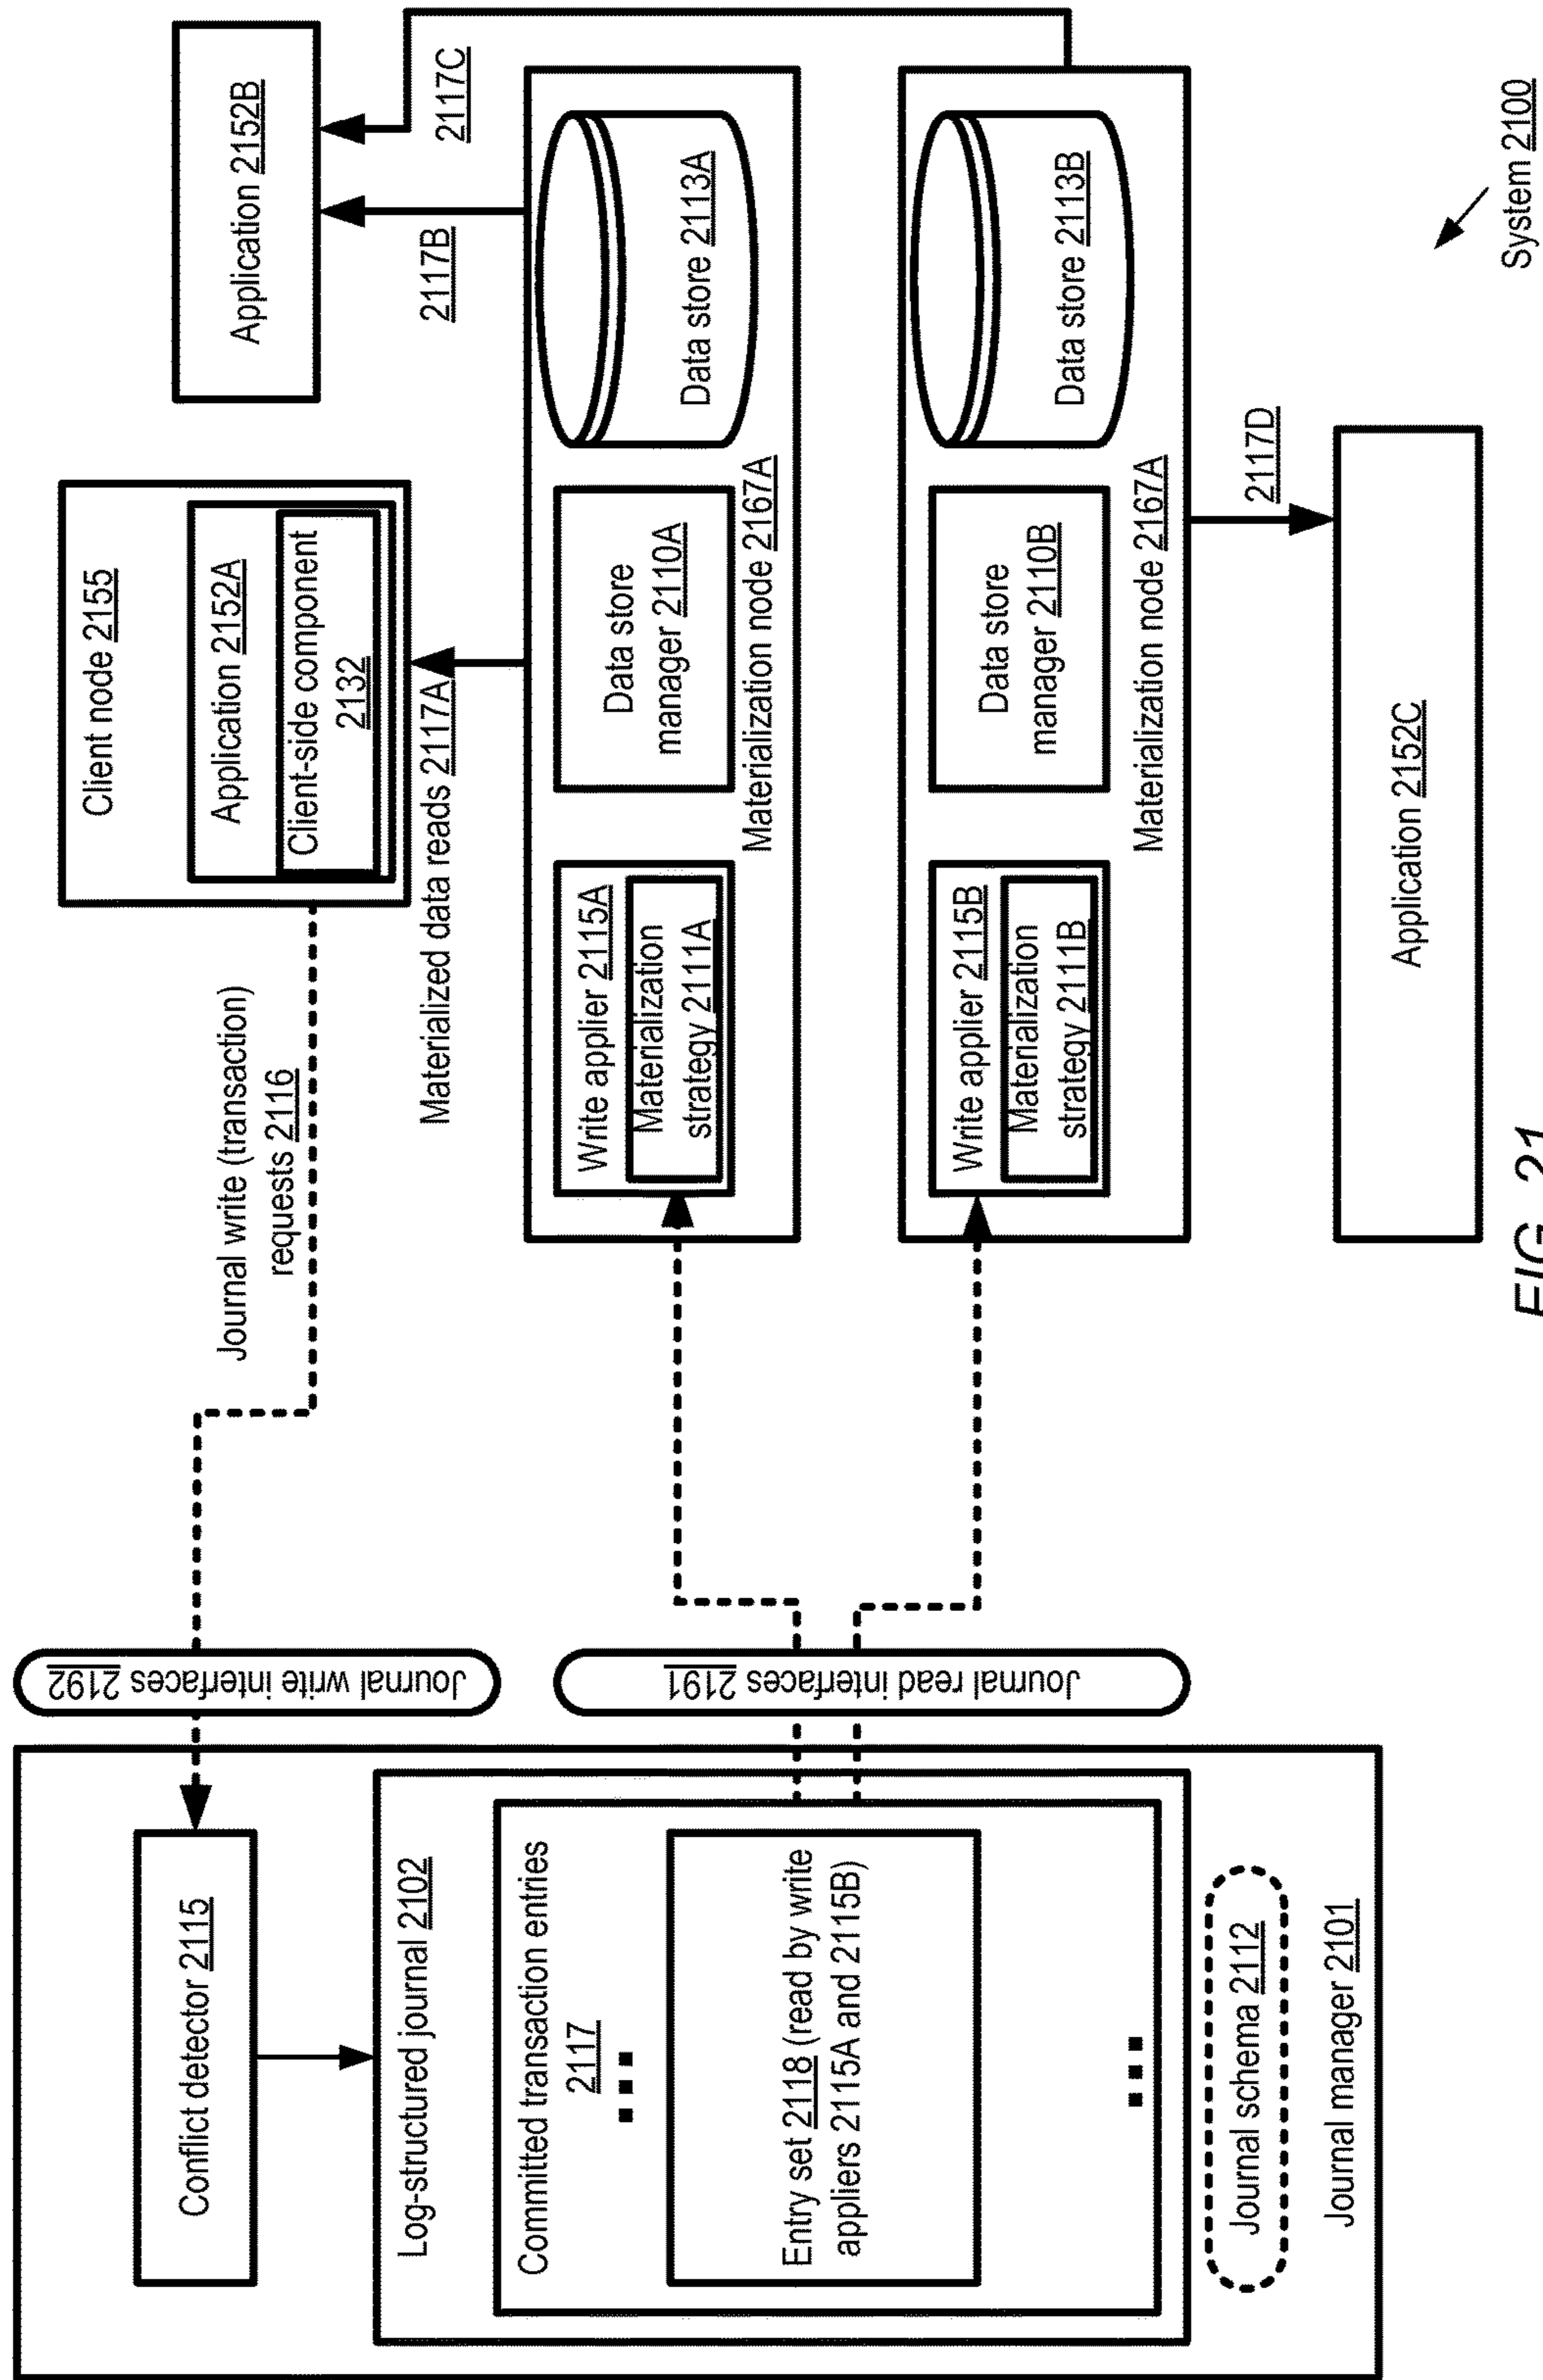 Conflict detector 2115
Log-structured journal 2102
Committed transaction entries
2117
Entry set 2118 (read by write
appliers 2115A and 2115B)
Journal schema 2112
Journal manager 2101
Journal write interfaces 2192
Journal read interfaces 2191
Journal write (transaction)
requests 2116
Client node 2155
Application 2152A
Client-side component
2132
Materialized data reads 2117A
Application 2152B
2117B
2117C
Write applier 2115A
Materialization
strategy 2111A
Data store
manager 2110A
Data store 2113A
Materialization node 2167A
Write applier 2115B
Materialization
strategy 2111B
Data store
manager 2110B
Data store 2113B
Materialization node 2167A
2117D
Application 2152C
System 2100
FIG. 21